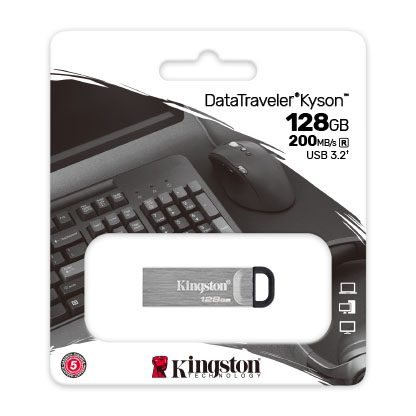 DataTraveler®Kyson™
128GB
200MB/s R
USB 3.2¹
Kingston
128GB
5
Kingston
TECHNOLOGY